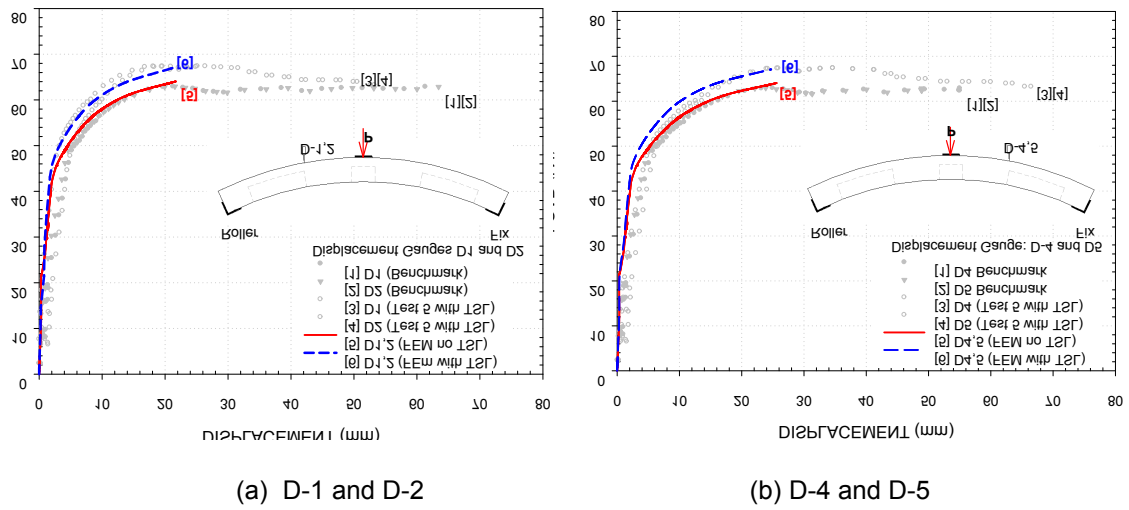 80
70
60
50
40
30
20
10
0
[6]
[5]
[3][4]
[1][2]
P
D-1,2
Roller
Fix
Displacement Gauges D1 and D2
[1] D1 (Benchmark)
[2] D2 (Benchmark)
[3] D1 (Test 5 with TSL)
[4] D2 (Test 5 with TSL)
[5] D1,2 (FEM no TSL)
[6] D1,2 (FEm with TSL)
0 10 20 30 40 50 60 70 80
DISPLACEMENT (mm)
(a) D-1 and D-2
80
70
60
50
40
30
20
10
0
[6]
[5]
[1][2]
[3][4]
P
D-4,5
Roller
Fix
Displacement Gauge: D-4 and D5
[1] D4 Benchmark
[2] D5 Benchmark
[3] D4 (Test 5 with TSL)
[4] D5 (Test 5 with TSL)
[5] D4,5 (FEM no TSL)
[6] D4,5 (FEM with TSL)
0 10 20 30 40 50 60 70 80
DISPLACEMENT (mm)
(b) D-4 and D-5